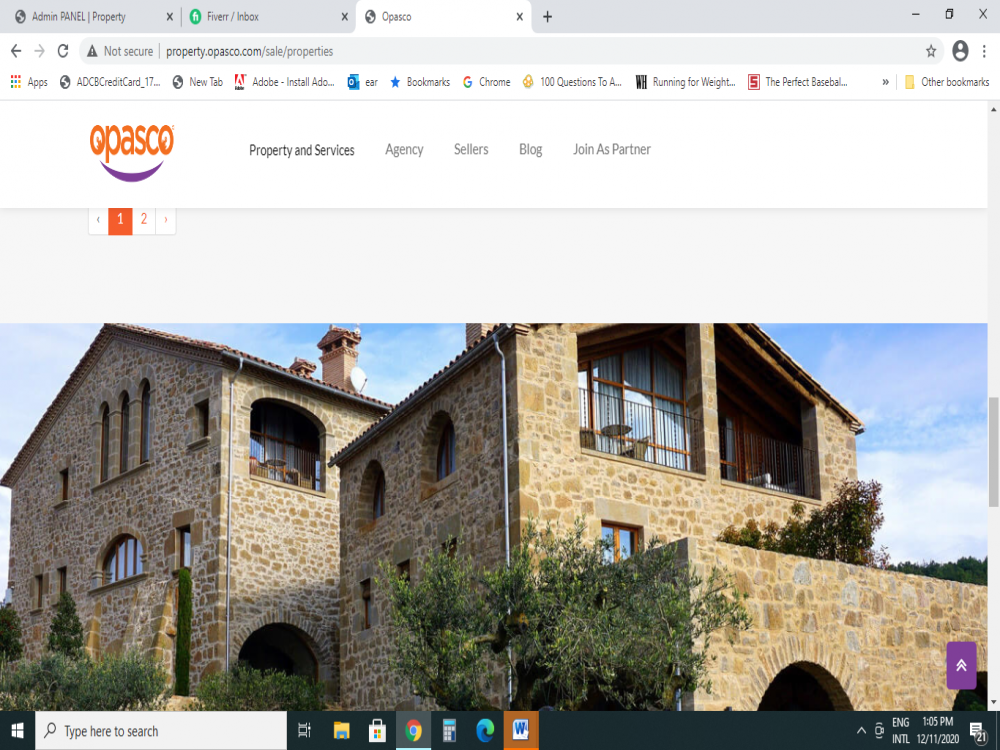 Admin PANEL | Property
Fiverr / Inbox
Opasco
Not secure | property.opasco.com/sale/properties
Apps ADCBCreditCard_17... New Tab Adobe - Install Ado... ear Bookmarks Chrome 100 Questions To A... Running for Weight... The Perfect Basebal... » Other bookmarks
opasco
Property and Services Agency Sellers Blog Join As Partner
‹ 1 2 ›
Type here to search
ENG 1:05 PM
INTL 12/11/2020
21